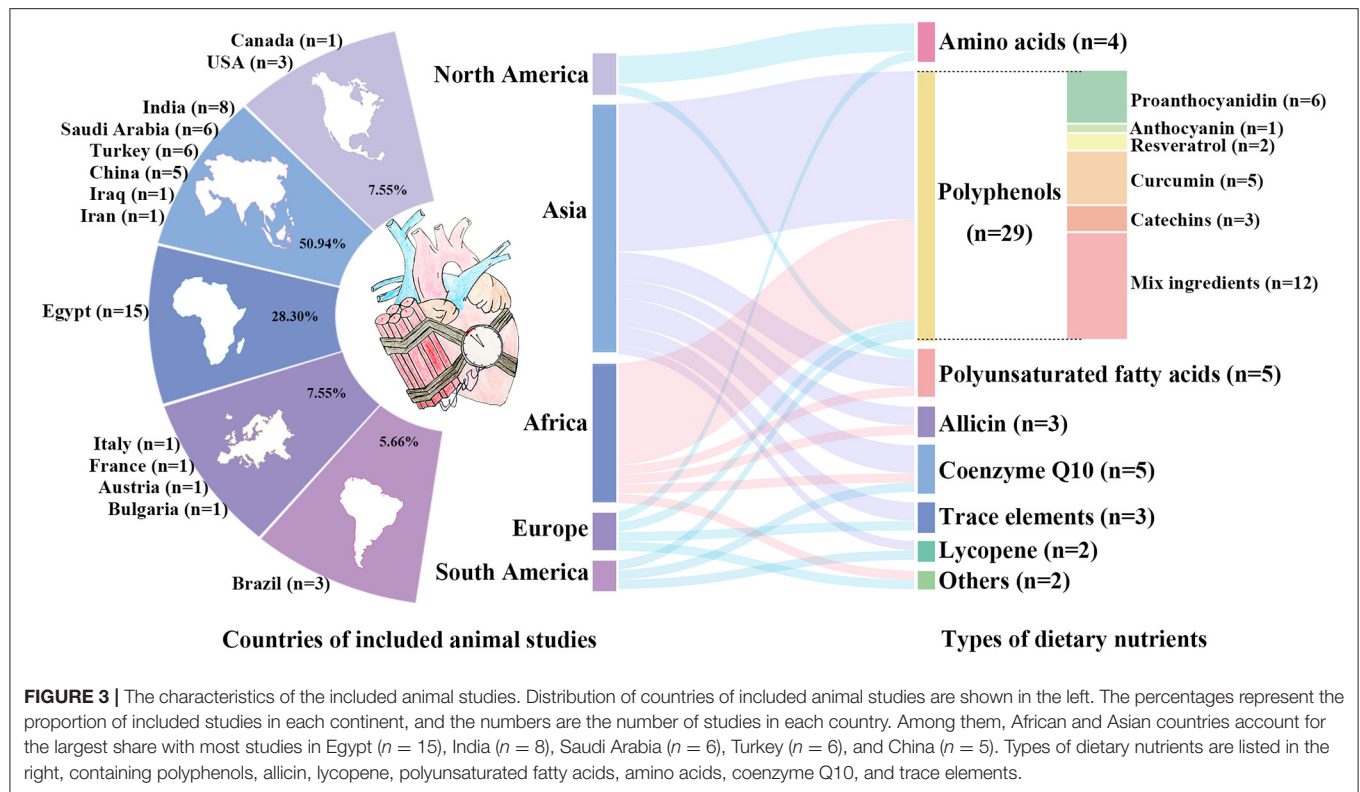 Canada (n=1)
USA (n=3)
India (n=8)
Saudi Arabia (n=6)
Turkey (n=6)
China (n=5)
Iraq (n=1)
Iran (n=1)
Egypt (n=15)
Italy (n=1)
France (n=1)
Austria (n=1)
Bulgaria (n=1)
Brazil (n=3)
7.55%
50.94%
28.30%
7.55%
5.66%
North America
Asia
Africa
Europe
South America
Amino acids (n=4)
Polyphenols
(n=29)
Polyunsaturated fatty acids (n=5)
Allicin (n=3)
Coenzyme Q10 (n=5)
Trace elements (n=3)
Lycopene (n=2)
Others (n=2)
Proanthocyanidin (n=6)
Anthocyanin (n=1)
Resveratrol (n=2)
Curcumin (n=5)
Catechins (n=3)
Mix ingredients (n=12)
Countries of included animal studies
Types of dietary nutrients
FIGURE 3 | The characteristics of the included animal studies. Distribution of countries of included animal studies are shown in the left. The percentages represent the
proportion of included studies in each continent, and the numbers are the number of studies in each country. Among them, African and Asian countries account for
the largest share with most studies in Egypt (n = 15), India (n = 8), Saudi Arabia (n = 6), Turkey (n = 6), and China (n = 5). Types of dietary nutrients are listed in the
right, containing polyphenols, allicin, lycopene, polyunsaturated fatty acids, amino acids, coenzyme Q10, and trace elements.